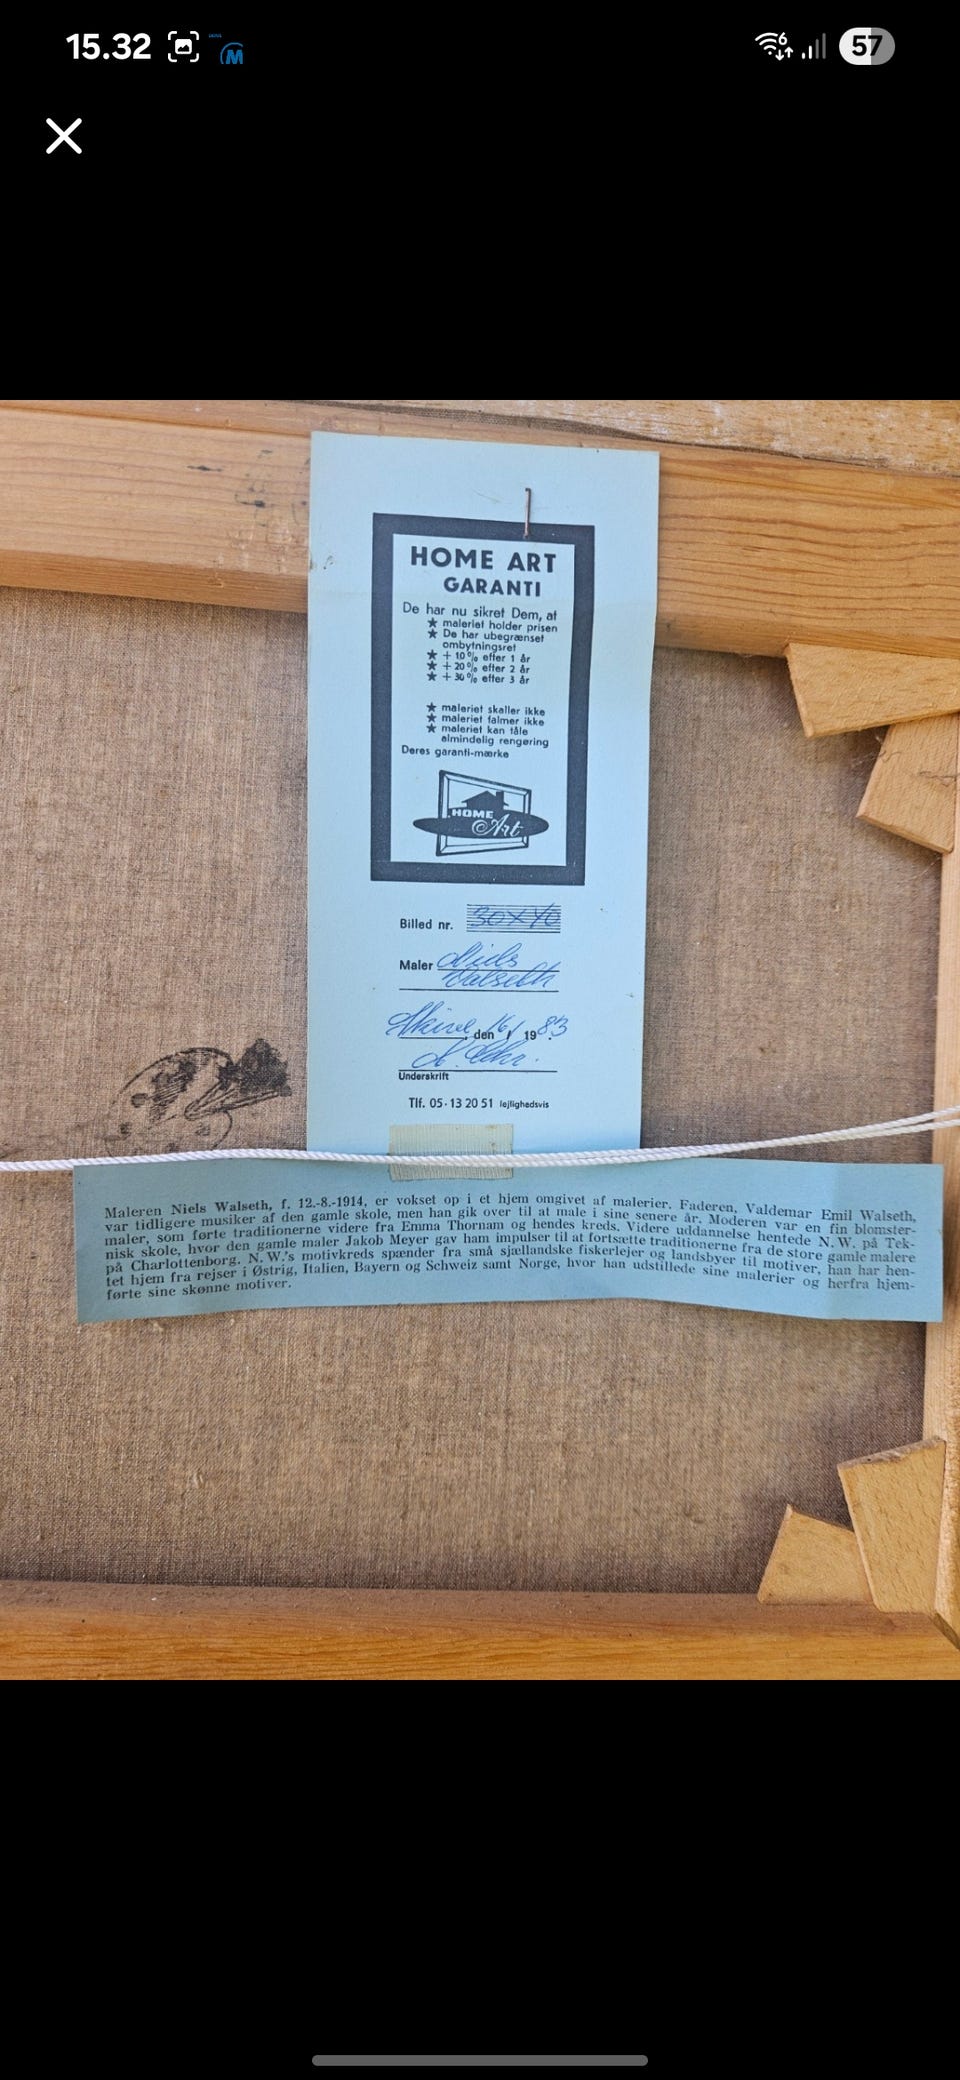 15.32
57
HOME ART
GARANTI
De har nu sikret Dem, at
★ maleriet holder prisen
★ De har ubegrænset
ombytningsret
★ + 10% efter 1 år
★ + 20% efter 2 år
★ + 30% efter 3 år
★ maleriet skaller ikke
★ maleriet falmer ikke
★ maleriet kan tåle
almindelig rengøring
Deres garanti-mærke
HOME
Art
Billed nr. 30x40
Maler Niels
Walseth
Skive, den 16/ 1983
Underskrift
Tlf. 05-13 20 51 lejlighedsvis
Maleren Niels Walseth, f. 12.-8.-1914, er vokset op i et hjem omgivet af malerier. Faderen, Valdemar Emil Walseth,
var tidligere musiker af den gamle skole, men han gik over til at male i sine senere år. Moderen var en fin blomster-
maler, som førte traditionerne videre fra Emma Thornam og hendes kreds. Videre uddannelse hentede N.W. på Tek-
nisk skole, hvor den gamle maler Jakob Meyer gav ham impulser til at fortsætte traditionerne fra de store gamle malere
på Charlottenborg. N.W.'s motivkreds spænder fra små sjællandske fiskerlejer og landsbyer til motiver, han har hen-
tet hjem fra rejser i Østrig, Italien, Bayern og Schweiz samt Norge, hvor han udstillede sine malerier og herfra hjem-
førte sine skønne motiver.